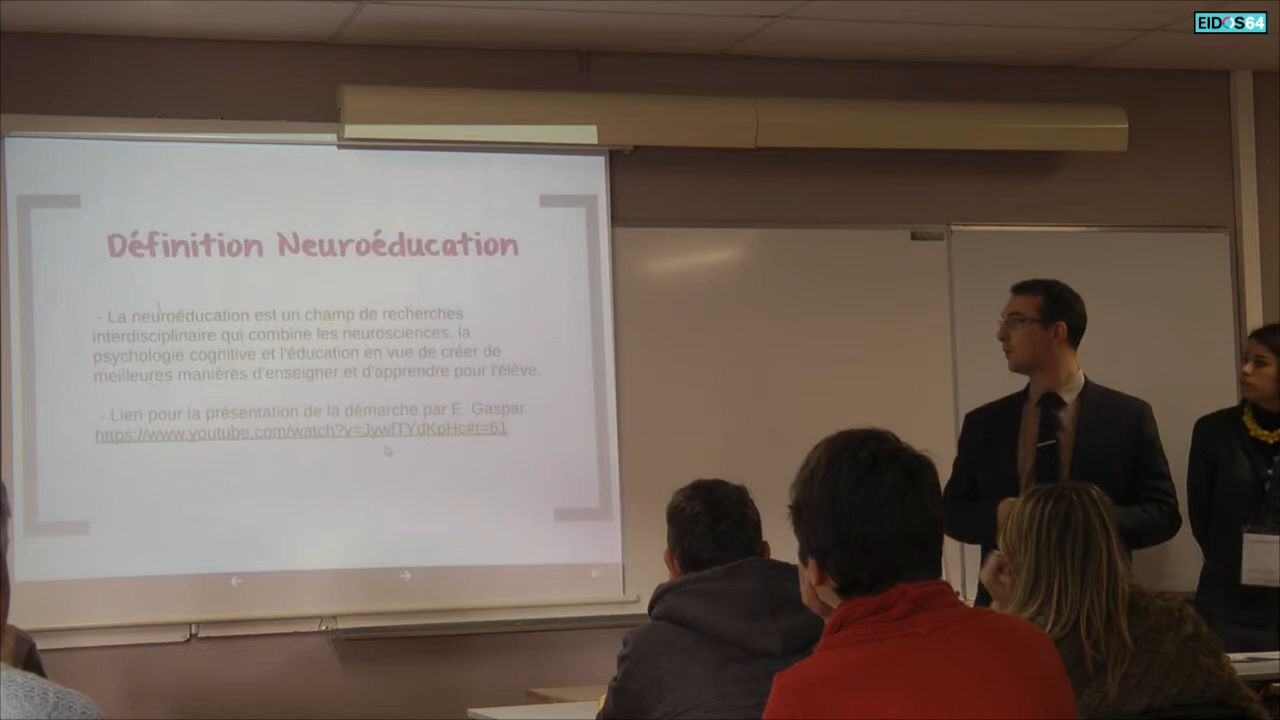 EIDOS64
Définition Neuroéducation
- La neuroéducation est un champ de recherches
interdisciplinaire qui combine les neurosciences, la
psychologie cognitive et l'éducation en vue de créer de
meilleures manières d'enseigner et d'apprendre pour l'élève.
- Lien pour la présentation de la démarche par E. Gaspar
https://www.youtube.com/watch?v=JywfTYdKpHc#t=61